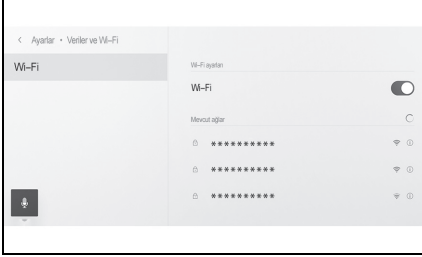 Ayarlar • Veriler ve Wi-Fi
Wi-Fi
Wi-Fi ayarları
Wi-Fi
Mevcut ağlar
**********
**********
**********